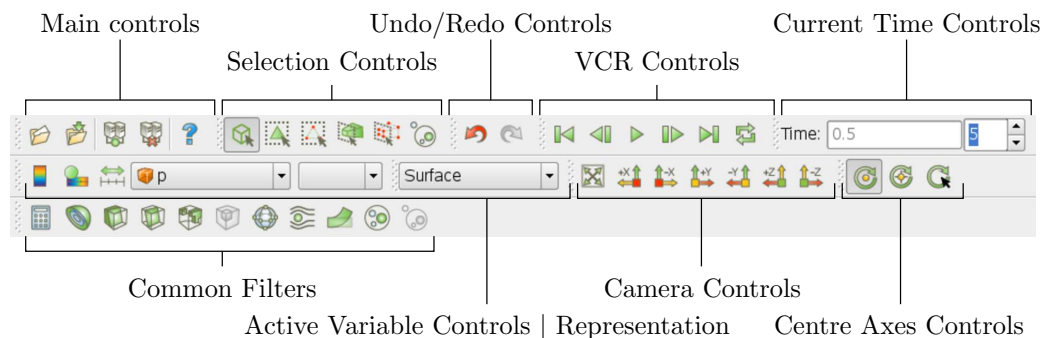 Main controls
Undo/Redo Controls
Current Time Controls
Selection Controls
VCR Controls
Time: 0.5 5
p
Surface
+X -X +Y -Y +Z -Z
Common Filters
Camera Controls
Active Variable Controls | Representation
Centre Axes Controls